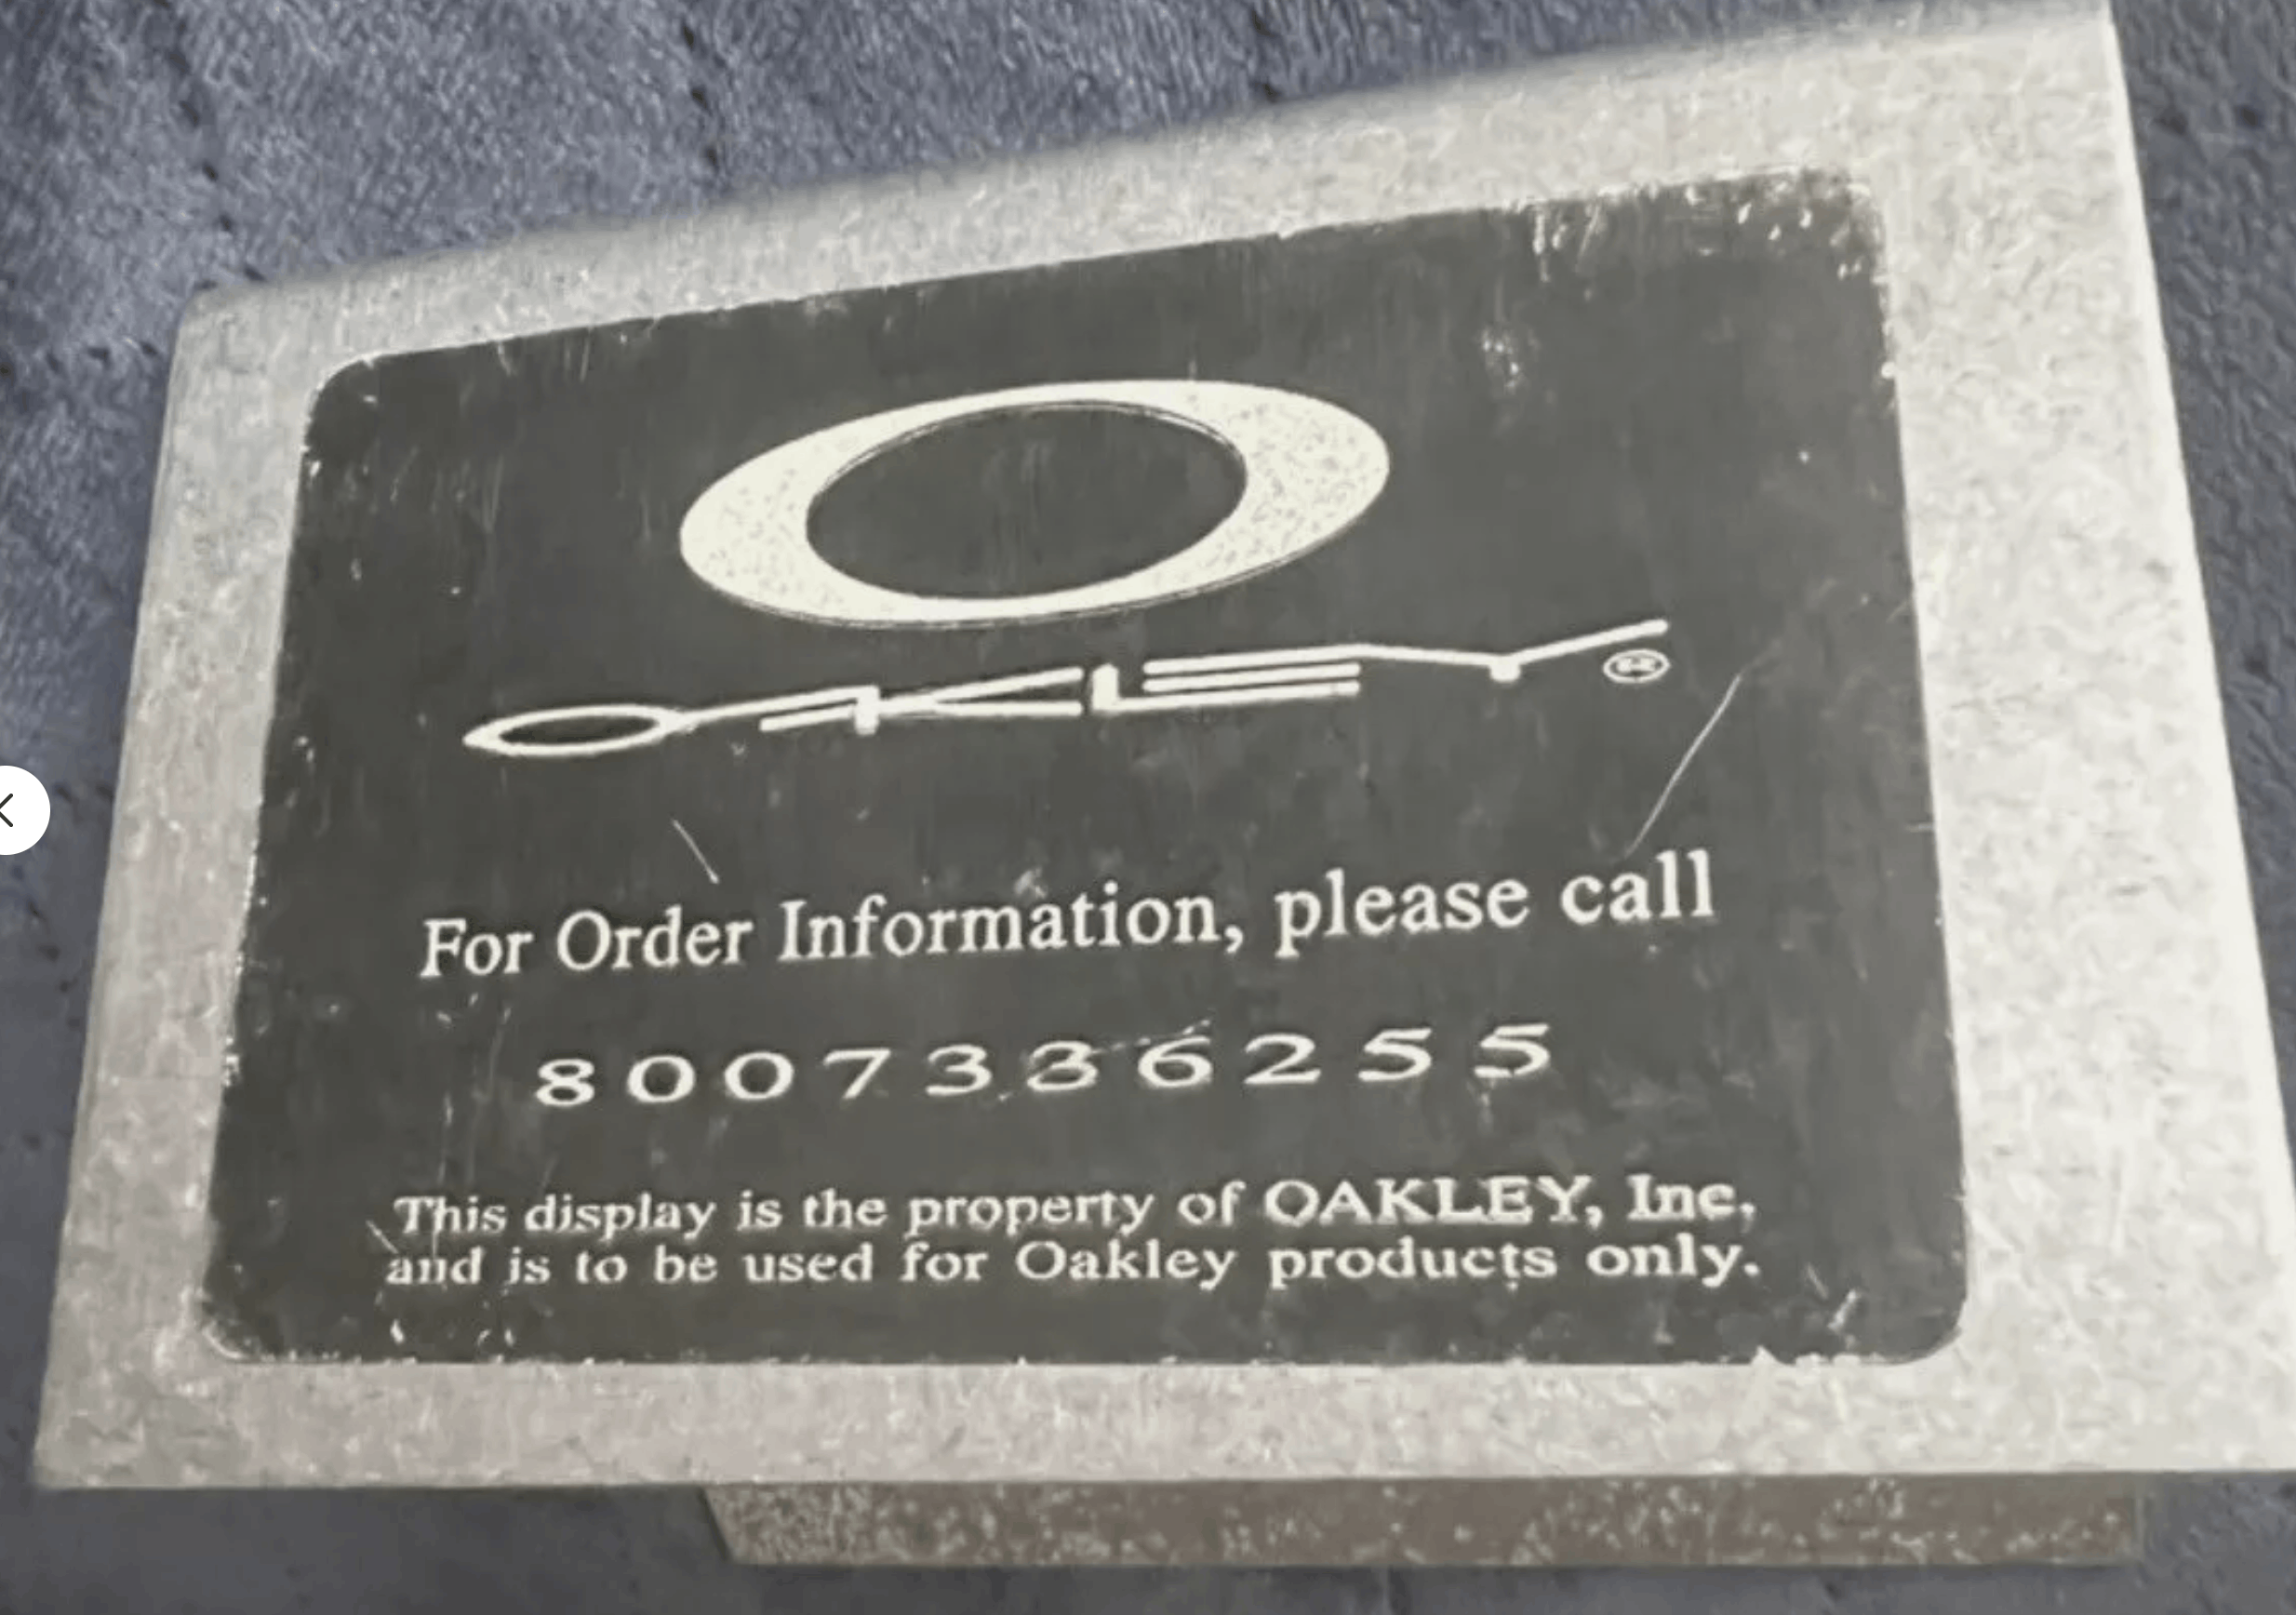 OAKLEY®
For Order Information, please call
8007336255
This display is the property of OAKLEY, Inc.
and is to be used for Oakley products only.